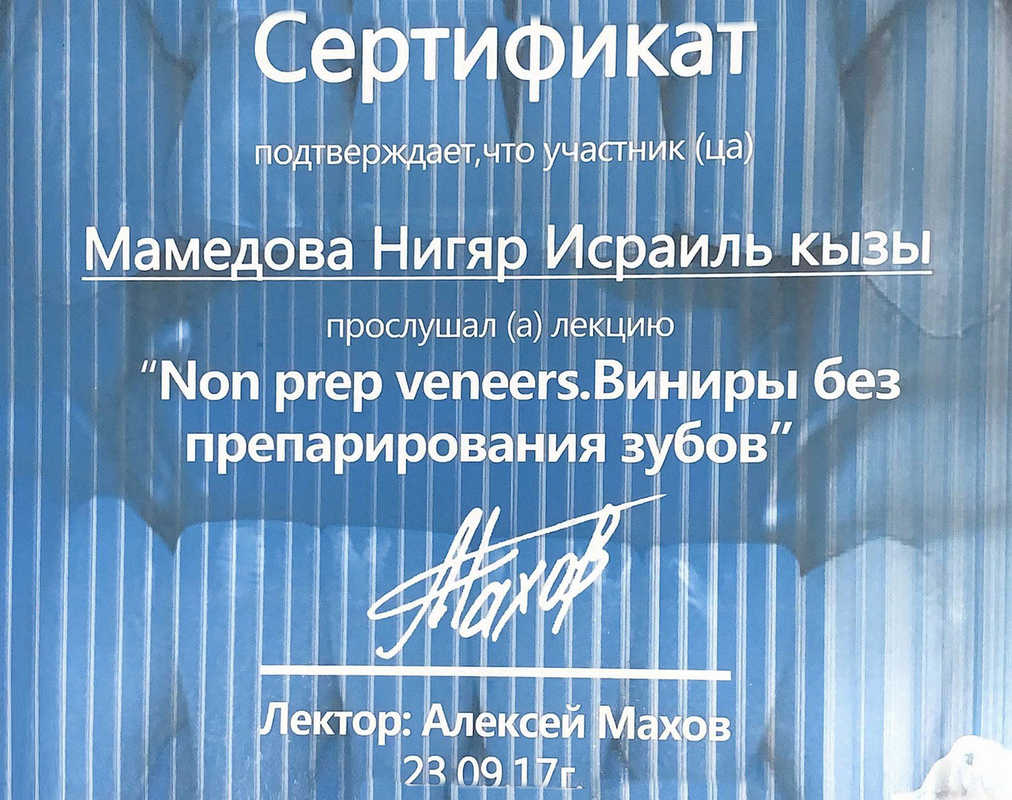 Сертификат
подтверждает,что участник (ца)
Мамедова Нигяр Исраиль кызы
прослушал (а) лекцию
“Non prep veneers.Виниры без
препарирования зубов”
Махов
Лектор: Алексей Махов
23.09.17г.